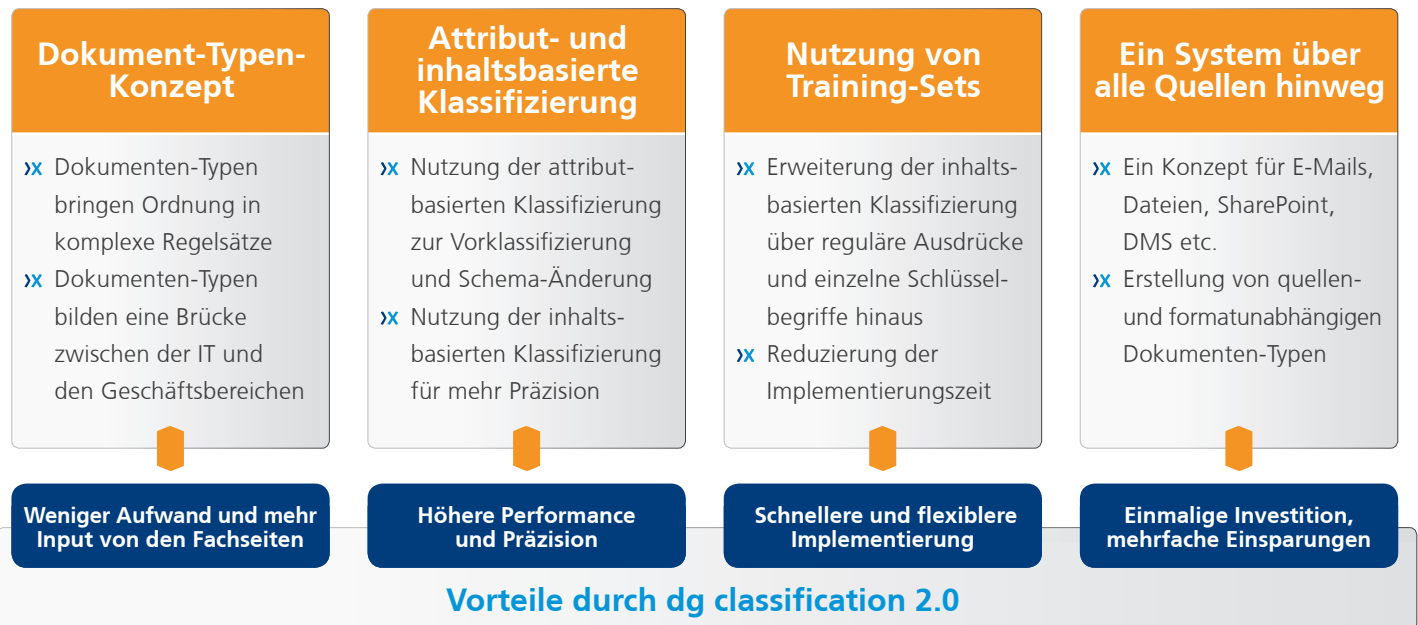 Dokument-Typen-
Konzept
Dokumenten-Typen
bringen Ordnung in
komplexe Regelsätze
Dokumenten-Typen
bilden eine Brücke
zwischen der IT und
den Geschäftsbereichen
Weniger Aufwand und mehr
Input von den Fachseiten
Attribut- und
inhaltsbasierte
Klassifizierung
Nutzung der attribut-
basierten Klassifizierung
zur Vorklassifizierung
und Schema-Änderung
Nutzung der inhalts-
basierten Klassifizierung
für mehr Präzision
Höhere Performance
und Präzision
Nutzung von
Training-Sets
Erweiterung der inhalts-
basierten Klassifizierung
über reguläre Ausdrücke
und einzelne Schlüssel-
begriffe hinaus
Reduzierung der
Implementierungszeit
Schnellere und flexiblere
Implementierung
Ein System über
alle Quellen hinweg
Ein Konzept für E-Mails,
Dateien, SharePoint,
DMS etc.
Erstellung von quellen-
und formatunabhängigen
Dokumenten-Typen
Einmalige Investition,
mehrfache Einsparungen
Vorteile durch dg classification 2.0